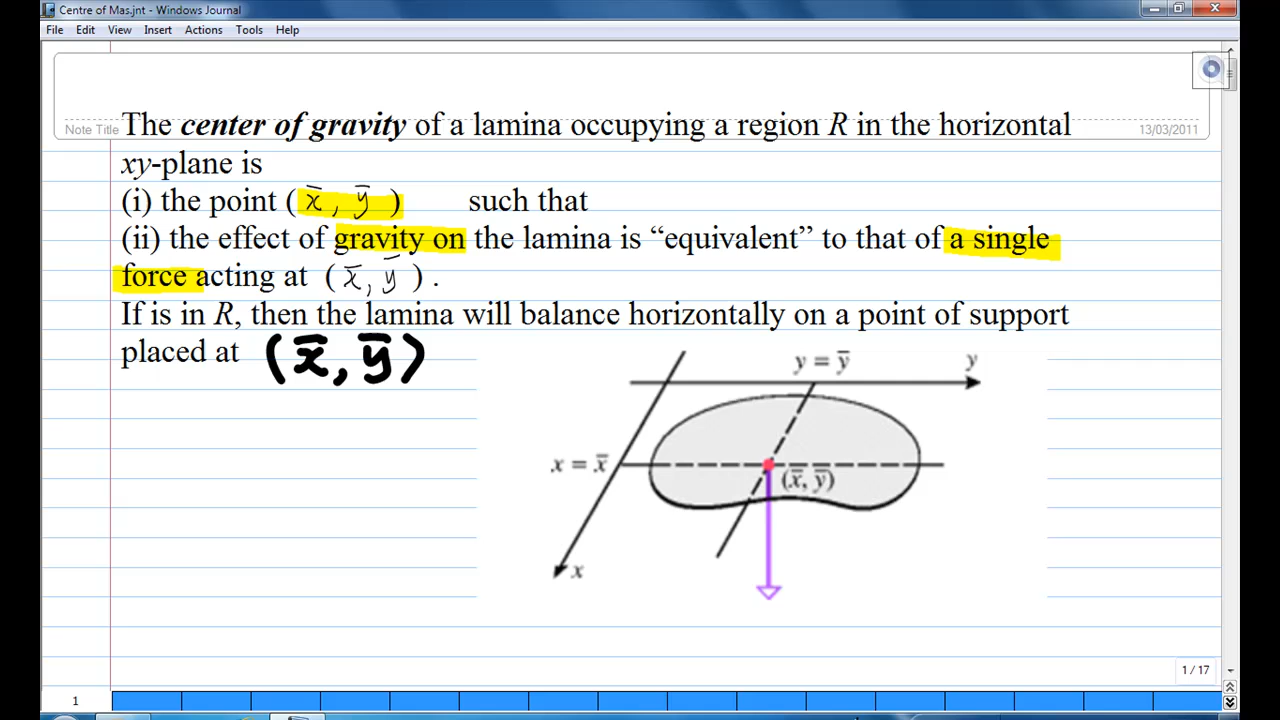 Centre of Mas.jnt - Windows Journal
File Edit View Insert Actions Tools Help
Note Title
13/03/2011
The center of gravity of a lamina occupying a region R in the horizontal
xy-plane is
(i) the point ( x̄, ȳ ) such that
(ii) the effect of gravity on the lamina is “equivalent” to that of a single
force acting at ( x̄, ȳ ) .
If is in R, then the lamina will balance horizontally on a point of support
placed at (x̄, ȳ)
y = ȳ
y
x = x̄
(x̄, ȳ)
x
1 / 17
1